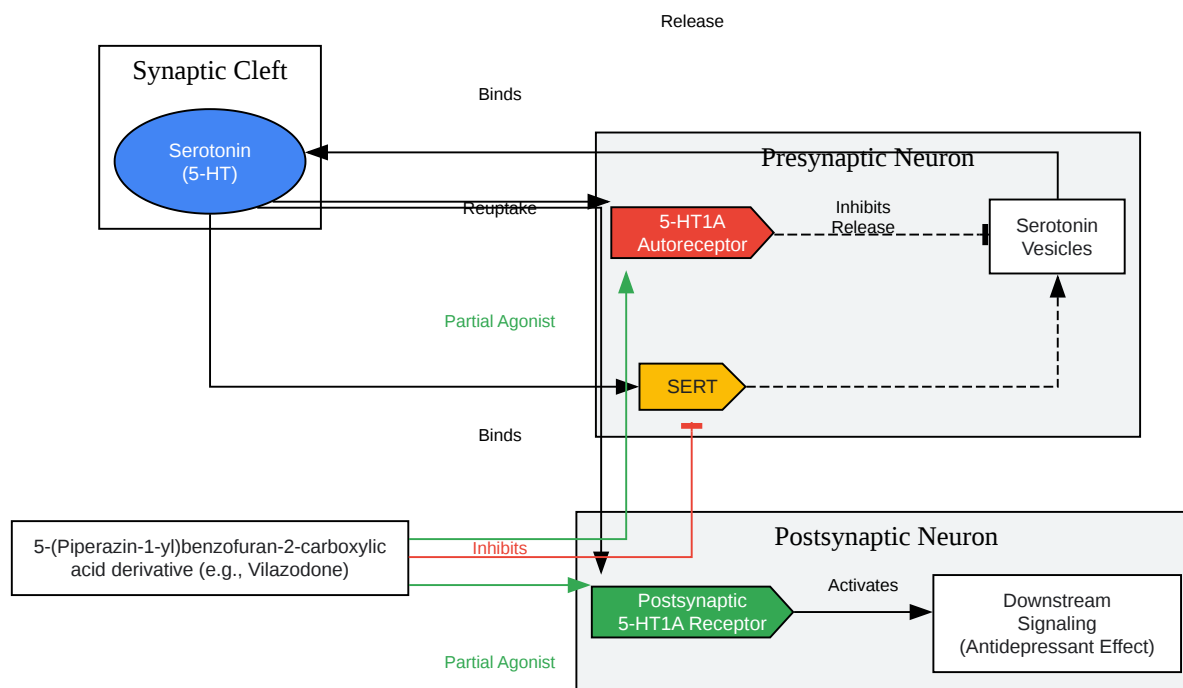 Release
Synaptic Cleft
Binds
Serotonin
(5-HT)
Presynaptic Neuron
Reuptake
5-HT1A
Autoreceptor
Inhibits
Release
Serotonin
Vesicles
Partial Agonist
SERT
Binds
5-(Piperazin-1-yl)benzofuran-2-carboxylic
acid derivative (e.g., Vilazodone)
Inhibits
Postsynaptic Neuron
Postsynaptic
5-HT1A Receptor
Activates
Downstream
Signaling
(Antidepressant Effect)
Partial Agonist